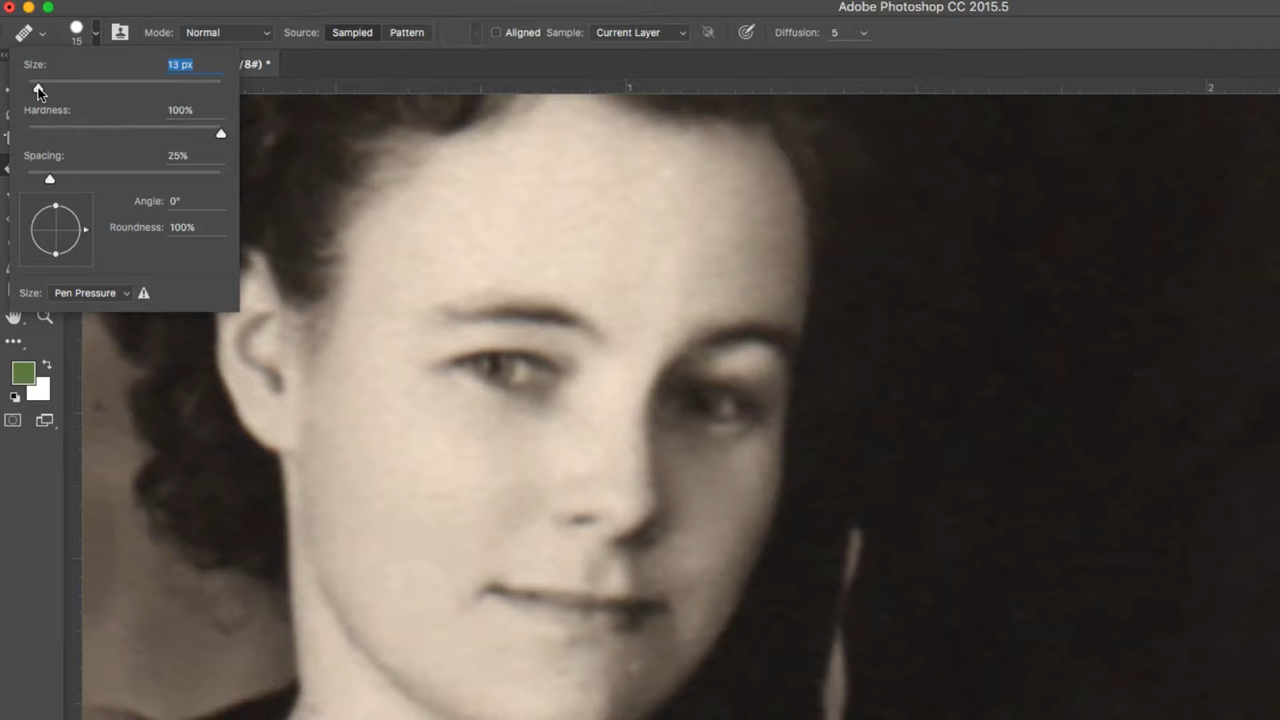 Adobe Photoshop CC 2015.5
15 Mode: Normal Source: Sampled Pattern Aligned Sample: Current Layer Diffusion: 5
Size: 13 px
/8#) *
1 2
Hardness: 100%
Spacing: 25%
Angle: 0°
Roundness: 100%
Size: Pen Pressure